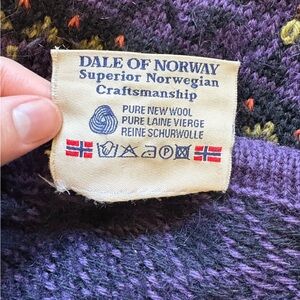 DALE OF NORWAY
Superior Norwegian
Craftsmanship
PURE NEW WOOL
PURE LAINE VIERGE
REINE SCHURWOLLE
P